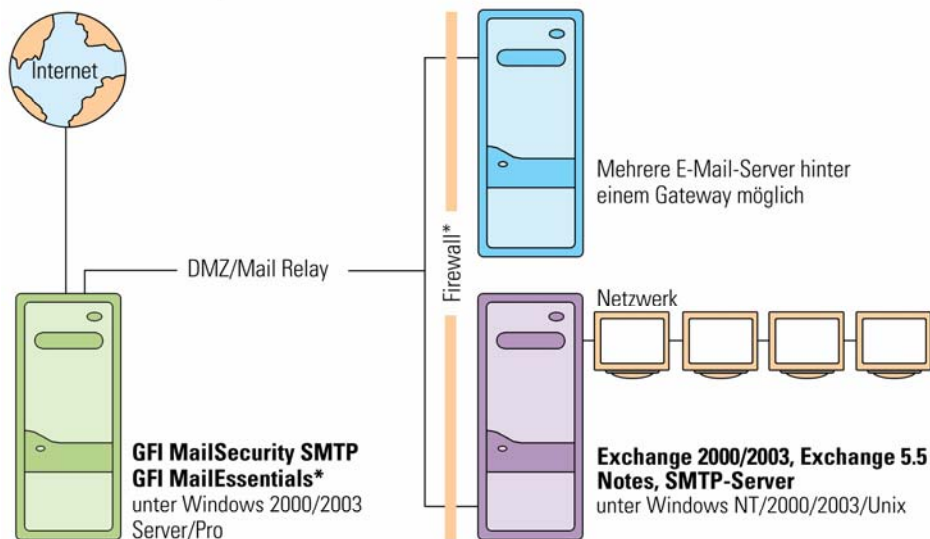 Internet
Mehrere E-Mail-Server hinter
einem Gateway möglich
DMZ/Mail Relay
Firewall*
Netzwerk
GFI MailSecurity SMTP
GFI MailEssentials*
unter Windows 2000/2003
Server/Pro
Exchange 2000/2003, Exchange 5.5
Notes, SMTP-Server
unter Windows NT/2000/2003/Unix